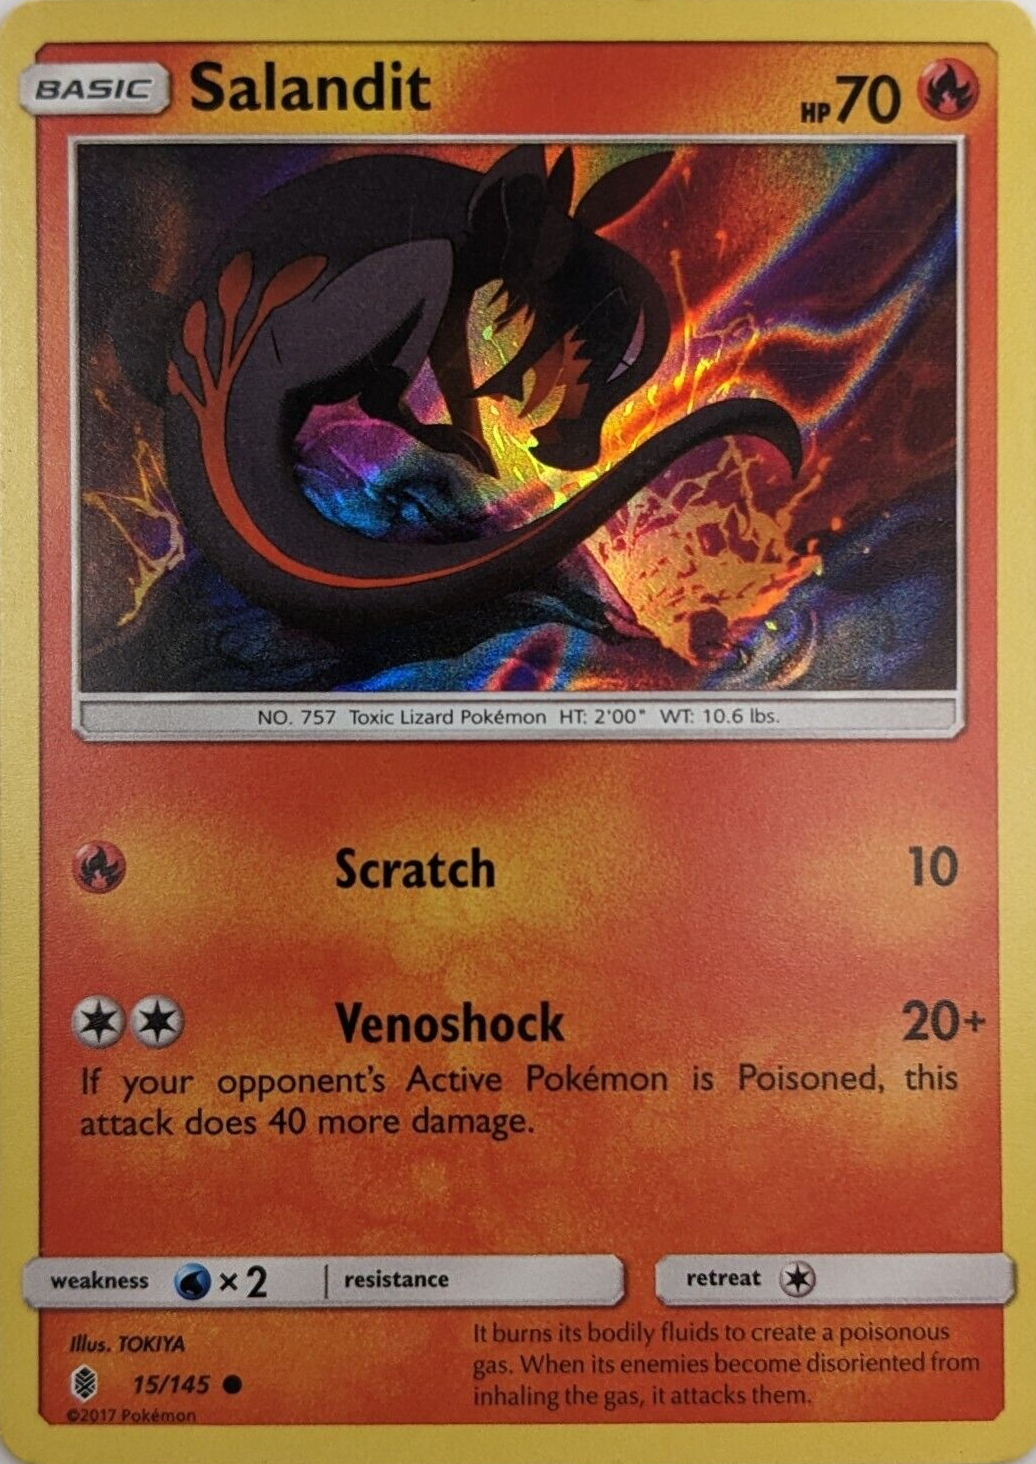 BASIC Salandit HP 70
NO. 757 Toxic Lizard Pokémon HT: 2'00" WT: 10.6 lbs.
Scratch 10
Venoshock 20+
If your opponent's Active Pokémon is Poisoned, this
attack does 40 more damage.
weakness ×2 resistance retreat
Illus. TOKIYA
15/145
©2017 Pokémon
It burns its bodily fluids to create a poisonous
gas. When its enemies become disoriented from
inhaling the gas, it attacks them.